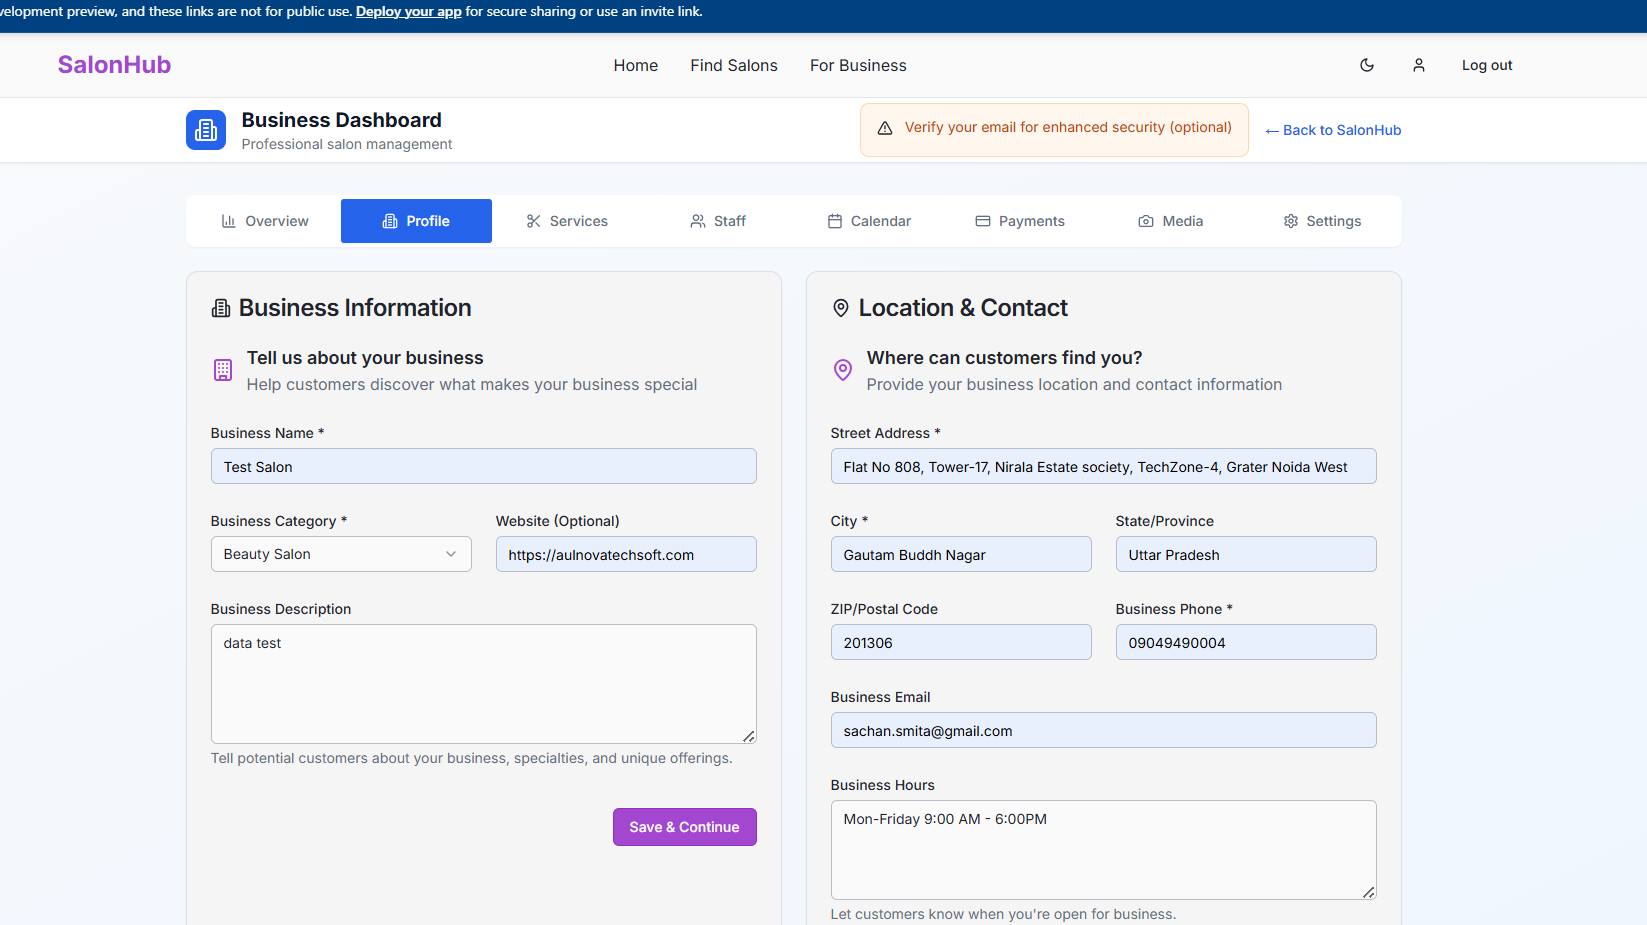 velopment preview, and these links are not for public use. Deploy your app for secure sharing or use an invite link.
SalonHub
Home
Find Salons
For Business
Log out
Business Dashboard
Professional salon management
Verify your email for enhanced security (optional)
← Back to SalonHub
Overview
Profile
Services
Staff
Calendar
Payments
Media
Settings
Business Information
Tell us about your business
Help customers discover what makes your business special
Business Name *
Test Salon
Business Category *
Website (Optional)
Beauty Salon
https://aulnovatechsoft.com
Business Description
data test
Tell potential customers about your business, specialties, and unique offerings.
Save & Continue
Location & Contact
Where can customers find you?
Provide your business location and contact information
Street Address *
Flat No 808, Tower-17, Nirala Estate society, TechZone-4, Grater Noida West
City *
State/Province
Gautam Buddh Nagar
Uttar Pradesh
ZIP/Postal Code
Business Phone *
201306
09049490004
Business Email
sachan.smita@gmail.com
Business Hours
Mon-Friday 9:00 AM - 6:00PM
Let customers know when you're open for business.